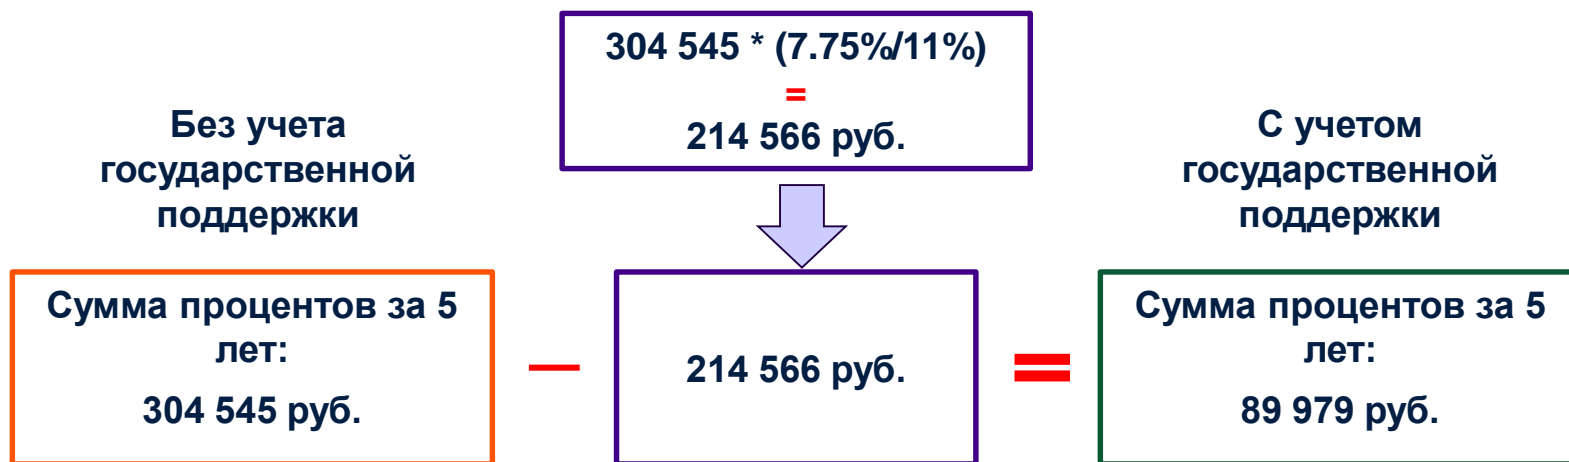 304 545 * (7.75%/11%)
=
214 566 руб.
Без учета
государственной
поддержки
С учетом
государственной
поддержки
Сумма процентов за 5
лет:
304 545 руб.
—
214 566 руб.
=
Сумма процентов за 5
лет:
89 979 руб.